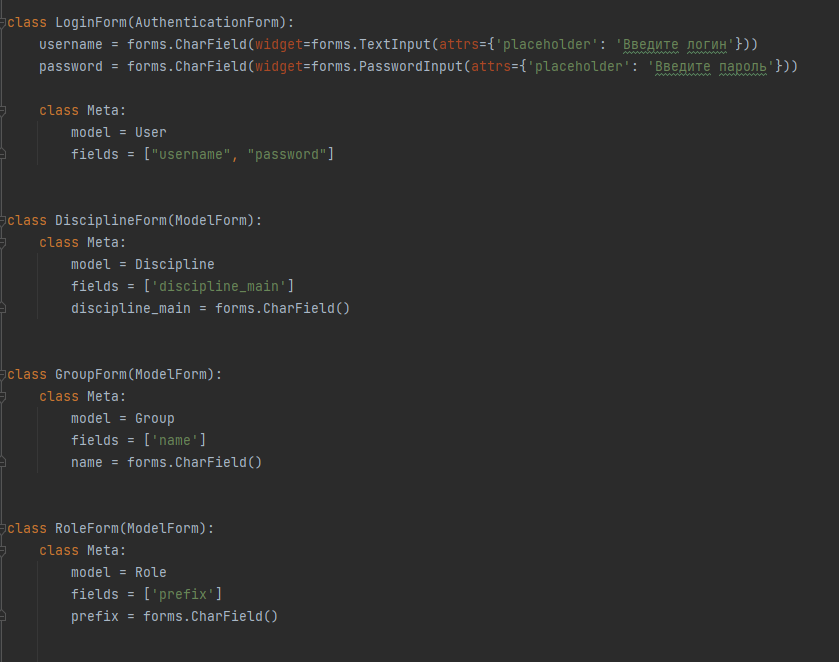 class LoginForm(AuthenticationForm):
    username = forms.CharField(widget=forms.TextInput(attrs={'placeholder': 'Введите логин'}))
    password = forms.CharField(widget=forms.PasswordInput(attrs={'placeholder': 'Введите пароль'}))

    class Meta:
        model = User
        fields = ["username", "password"]


class DisciplineForm(ModelForm):
    class Meta:
        model = Discipline
        fields = ['discipline_main']
        discipline_main = forms.CharField()


class GroupForm(ModelForm):
    class Meta:
        model = Group
        fields = ['name']
        name = forms.CharField()


class RoleForm(ModelForm):
    class Meta:
        model = Role
        fields = ['prefix']
        prefix = forms.CharField()